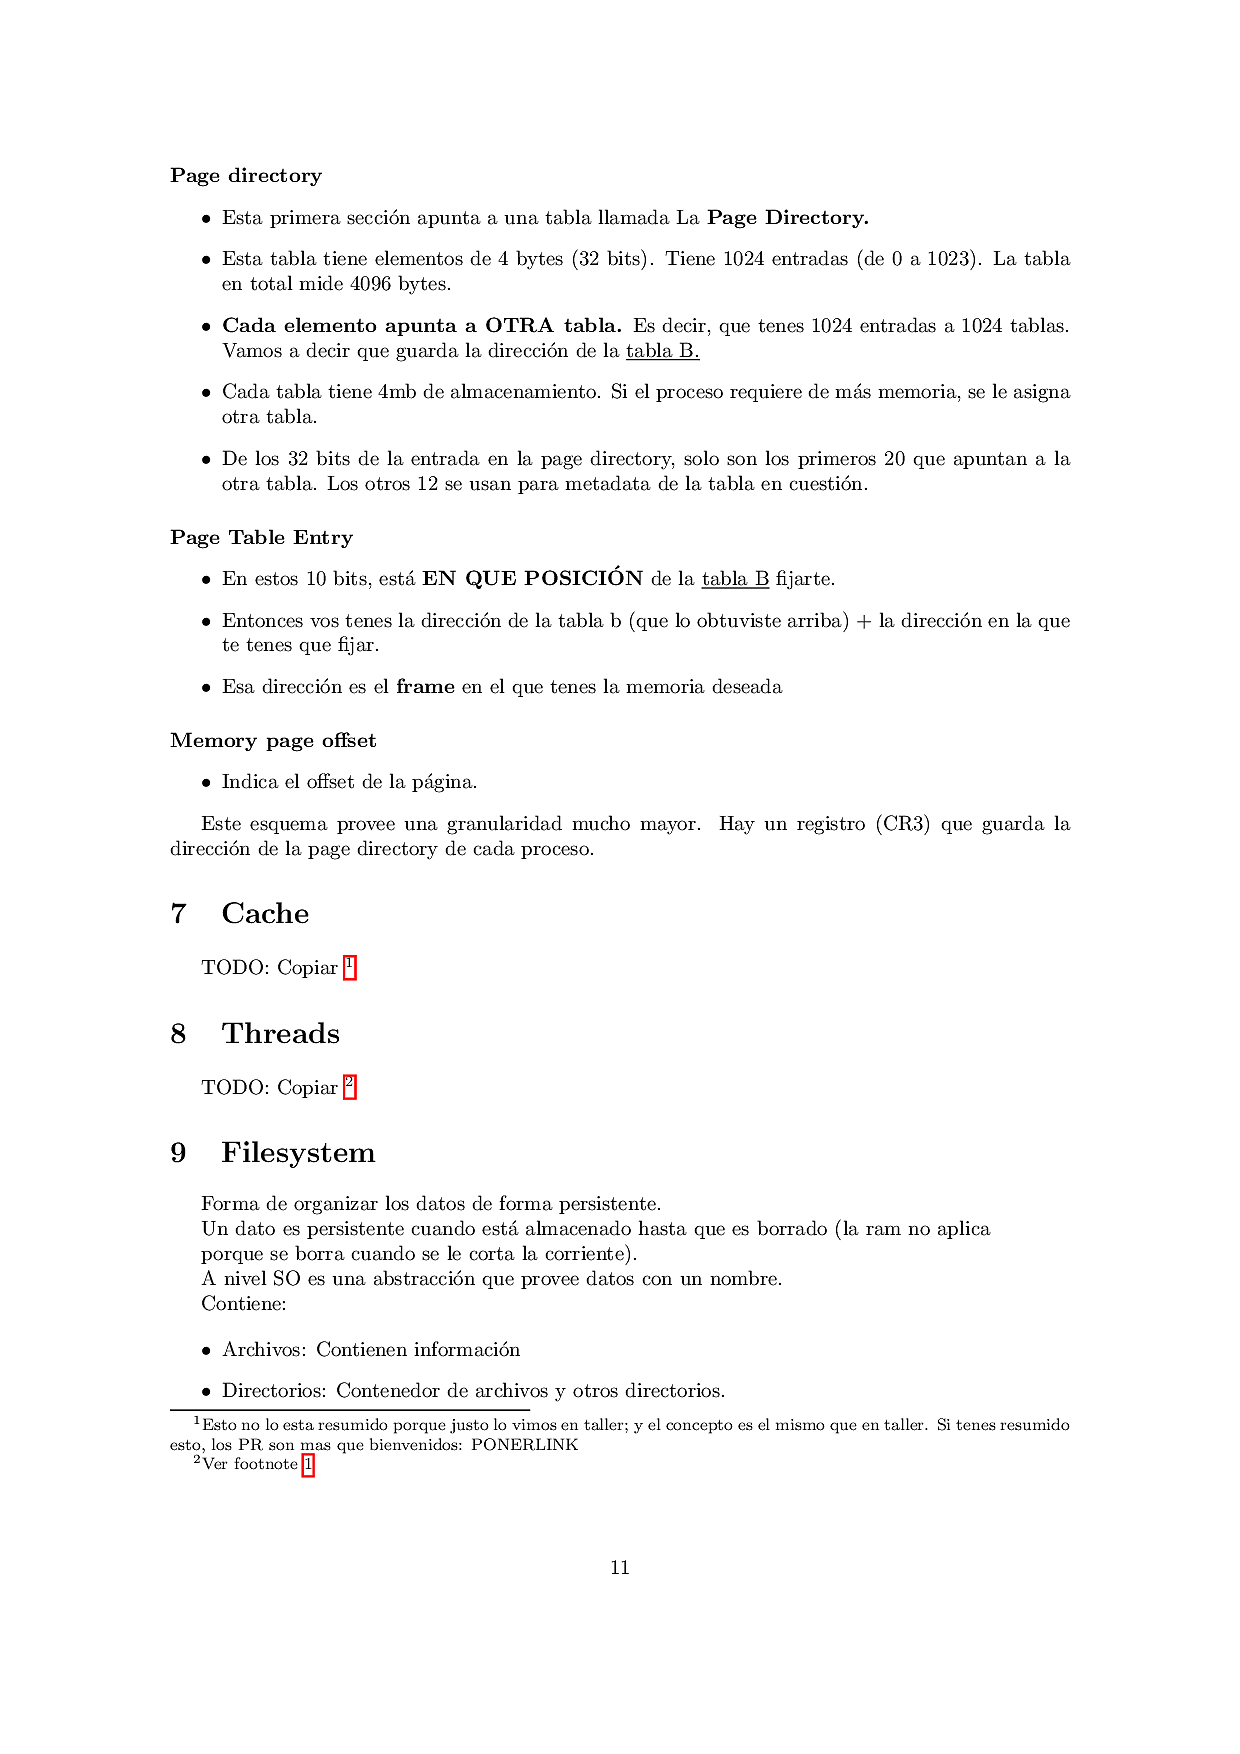 Page directory
• Esta primera sección apunta a una tabla llamada La Page Directory.
• Esta tabla tiene elementos de 4 bytes (32 bits). Tiene 1024 entradas (de 0 a 1023). La tabla
en total mide 4096 bytes.
• Cada elemento apunta a OTRA tabla. Es decir, que tenes 1024 entradas a 1024 tablas.
Vamos a decir que guarda la dirección de la tabla B.
• Cada tabla tiene 4mb de almacenamiento. Si el proceso requiere de más memoria, se le asigna
otra tabla.
• De los 32 bits de la entrada en la page directory, solo son los primeros 20 que apuntan a la
otra tabla. Los otros 12 se usan para metadata de la tabla en cuestión.
Page Table Entry
• En estos 10 bits, está EN QUE POSICIÓN de la tabla B fijarte.
• Entonces vos tenes la dirección de la tabla b (que lo obtuviste arriba) + la dirección en la que
te tenes que fijar.
• Esa dirección es el frame en el que tenes la memoria deseada
Memory page offset
• Indica el offset de la página.
Este esquema provee una granularidad mucho mayor. Hay un registro (CR3) que guarda la
dirección de la page directory de cada proceso.
7 Cache
TODO: Copiar 1
8 Threads
TODO: Copiar 2
9 Filesystem
Forma de organizar los datos de forma persistente.
Un dato es persistente cuando está almacenado hasta que es borrado (la ram no aplica
porque se borra cuando se le corta la corriente).
A nivel SO es una abstracción que provee datos con un nombre.
Contiene:
• Archivos: Contienen información
• Directorios: Contenedor de archivos y otros directorios.
1Esto no lo esta resumido porque justo lo vimos en taller; y el concepto es el mismo que en taller. Si tenes resumido
esto, los PR son mas que bienvenidos: PONERLINK
2Ver footnote 1
11